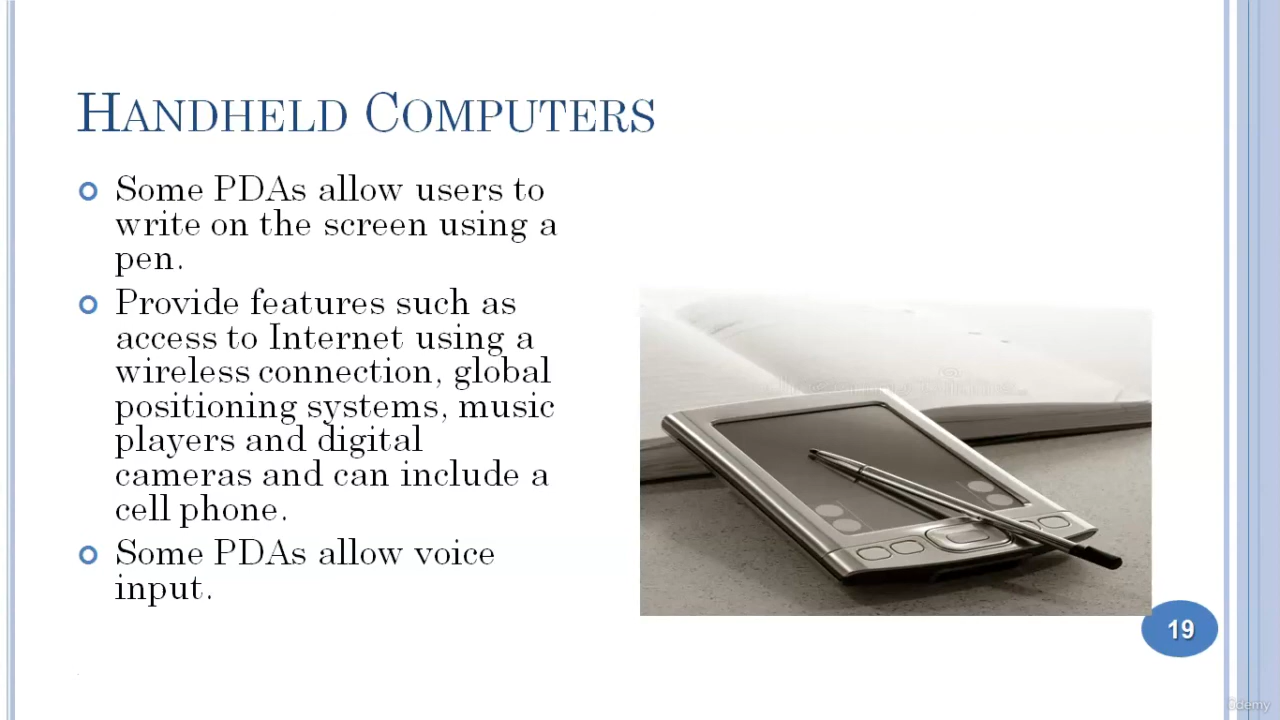 HANDHELD COMPUTERS
Some PDAs allow users to
write on the screen using a
pen.
Provide features such as
access to Internet using a
wireless connection, global
positioning systems, music
players and digital
cameras and can include a
cell phone.
Some PDAs allow voice
input.
19
ûdemy